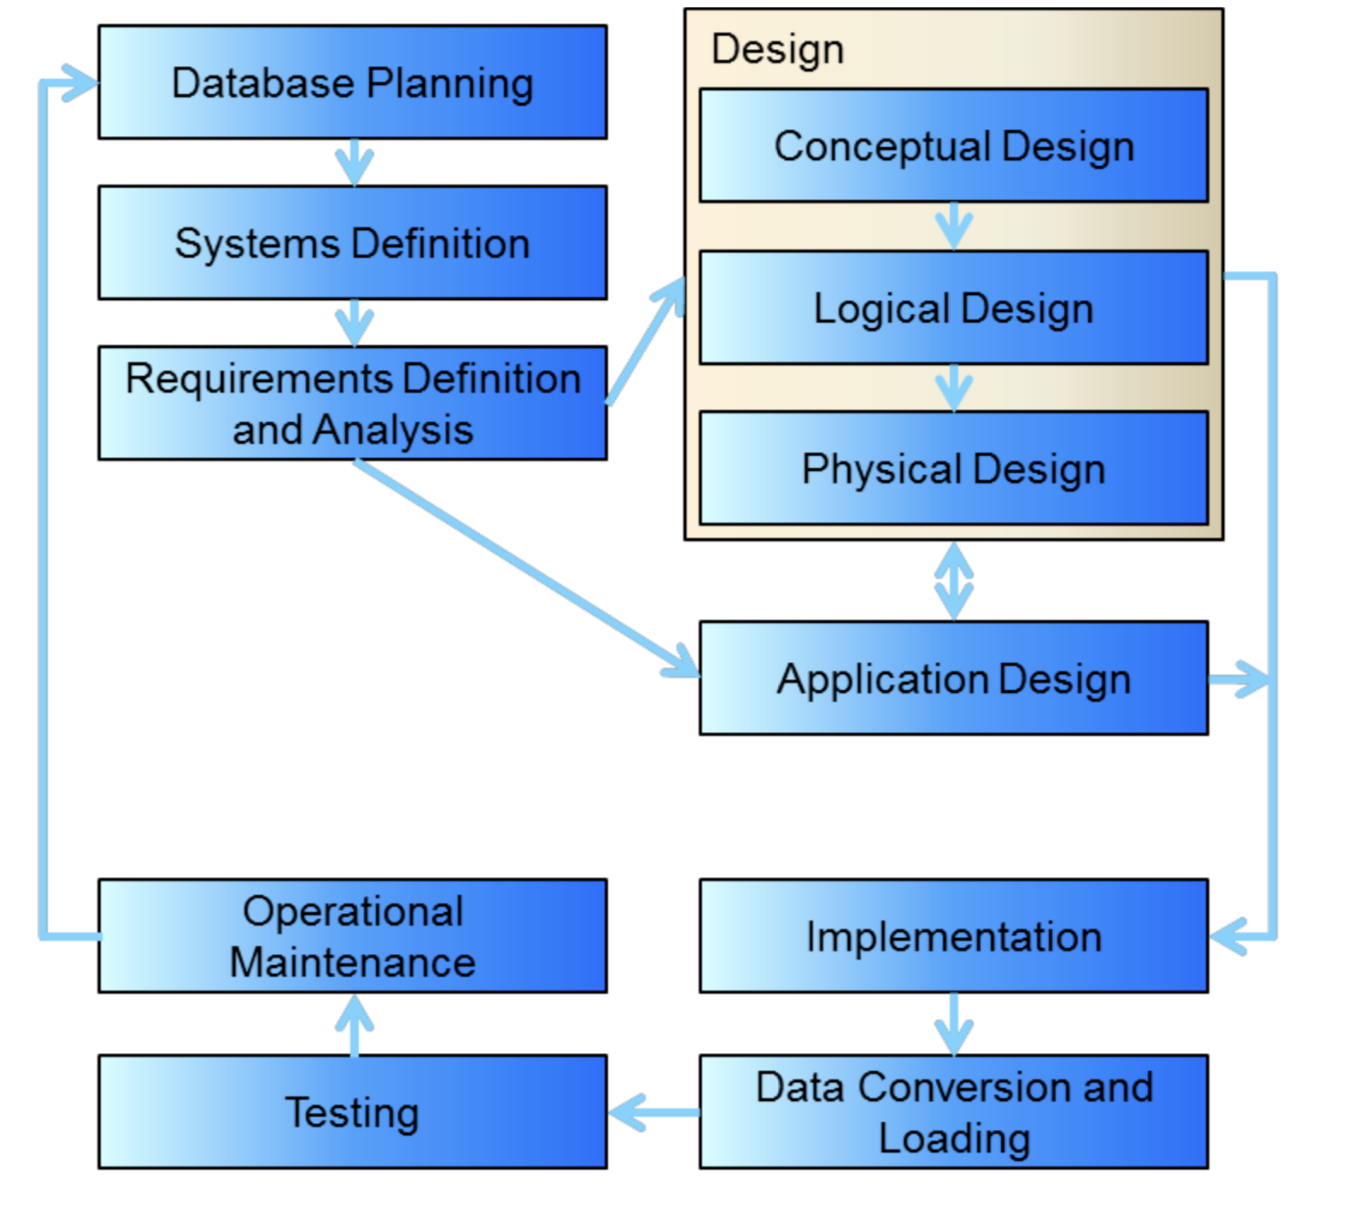 Database Planning
Systems Definition
Requirements Definition
and Analysis
Design
Conceptual Design
Logical Design
Physical Design
Application Design
Operational
Maintenance
Implementation
Testing
Data Conversion and
Loading